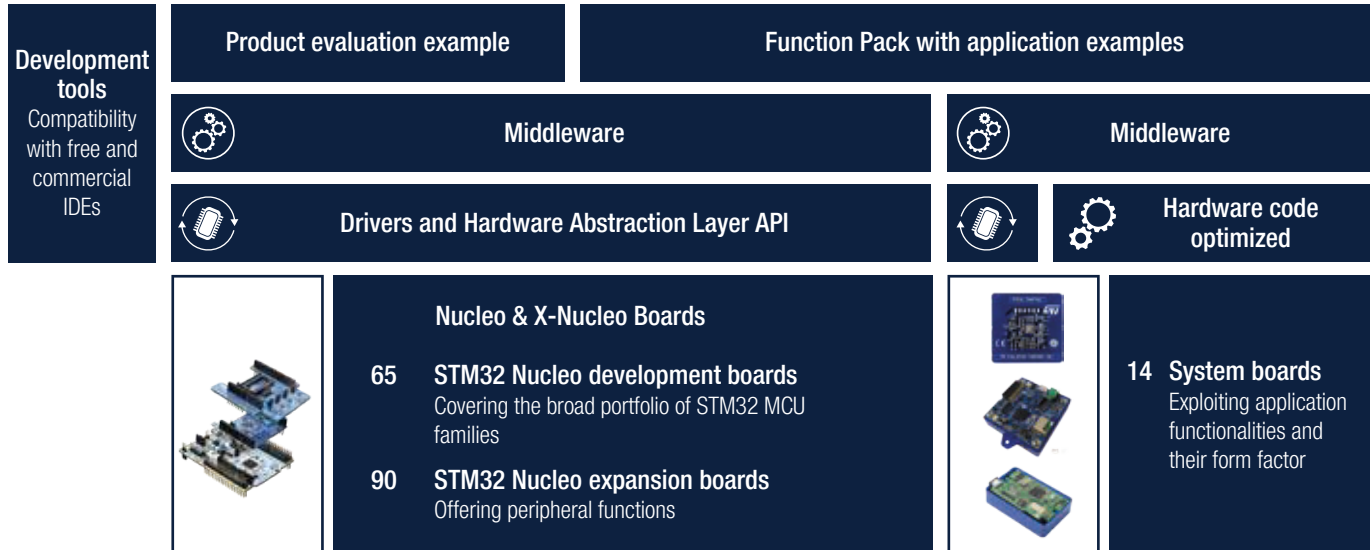 Development
tools
Compatibility
with free and
commercial
IDEs
Product evaluation example
Function Pack with application examples
Middleware
Middleware
Drivers and Hardware Abstraction Layer API
Hardware code
optimized
Nucleo & X-Nucleo Boards
65 STM32 Nucleo development boards
Covering the broad portfolio of STM32 MCU
families
90 STM32 Nucleo expansion boards
Offering peripheral functions
14 System boards
Exploiting application
functionalities and
their form factor